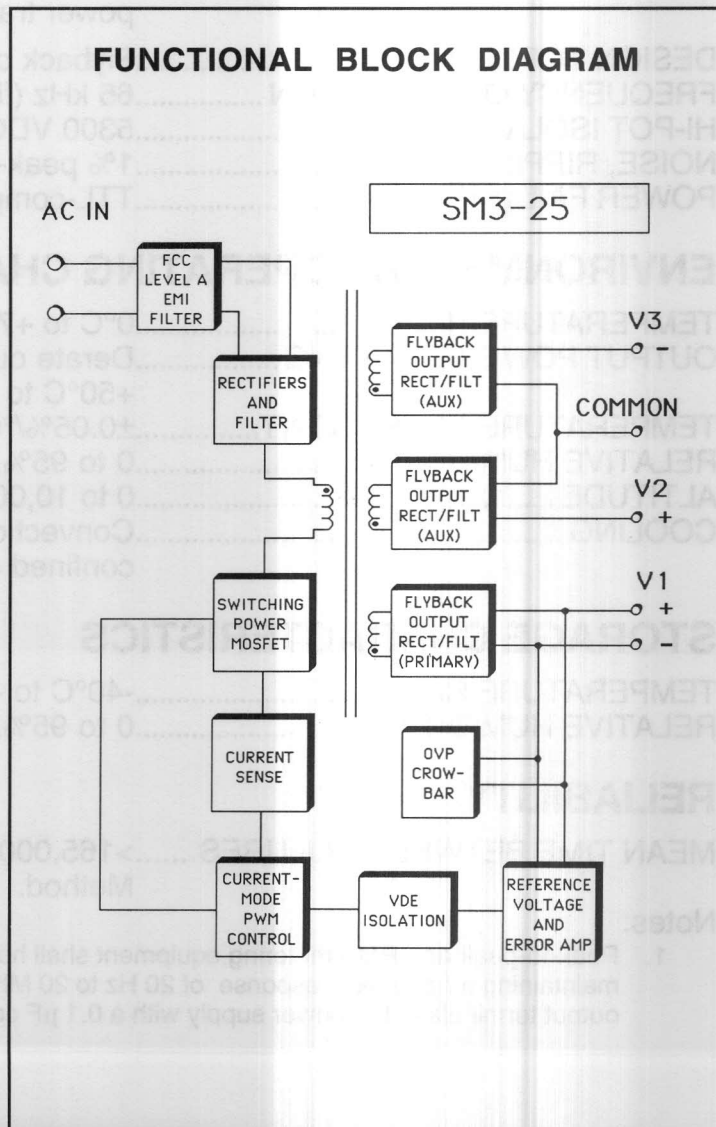 FUNCTIONAL BLOCK DIAGRAM
SM3-25
AC IN
FCC
LEVEL A
EMI
FILTER
RECTIFIERS
AND
FILTER
SWITCHING
POWER
MOSFET
CURRENT
SENSE
CURRENT-
MODE
PWM
CONTROL
VDE
ISOLATION
REFERENCE
VOLTAGE
AND
ERROR AMP
OVP
CROW-
BAR
FLYBACK
OUTPUT
RECT/FILT
(AUX)
FLYBACK
OUTPUT
RECT/FILT
(AUX)
FLYBACK
OUTPUT
RECT/FILT
(PRIMARY)
V3
-
COMMON
V2
+
V1
+
-